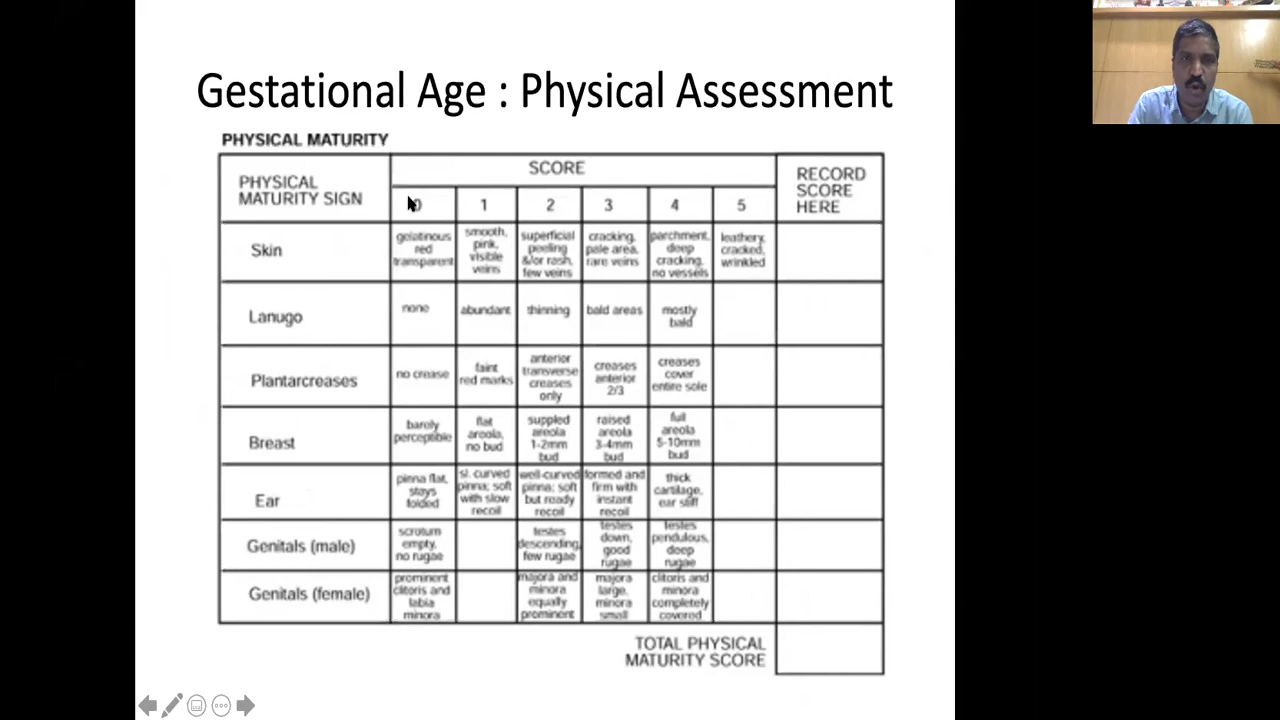 Gestational Age : Physical Assessment
PHYSICAL MATURITY
PHYSICAL
MATURITY SIGN
SCORE
RECORD
SCORE
HERE
0 1 2 3 4 5
Skin
gelatinous
red
transparent
smooth,
pink,
visible
veins
superficial
peeling
&/or rash,
few veins
cracking,
pale area,
rare veins
parchment,
deep
cracking,
no vessels
leathery,
cracked,
wrinkled
Lanugo
none
abundant
thinning
bald areas
mostly
bald
Plantarcreases
no crease
faint
red marks
anterior
transverse
creases
only
creases
anterior
2/3
creases
cover
entire sole
Breast
barely
perceptible
flat
areola,
no bud
suppled
areola
1-2mm
bud
raised
areola
3-4mm
bud
full
areola
5-10mm
bud
Ear
pinna flat,
stays
folded
sl. curved
pinna; soft
with slow
recoil
well-curved
pinna; soft
but ready
recoil
formed and
firm with
instant
recoil
thick
cartilage,
ear stiff
Genitals (male)
scrotum
empty,
no rugae
testes
descending,
few rugae
testes
down,
good
rugae
testes
pendulous,
deep
rugae
Genitals (female)
prominent
clitoris and
labia
minora
majora and
minora
equally
prominent
majora
large,
minora
small
clitoris and
minora
completely
covered
TOTAL PHYSICAL
MATURITY SCORE